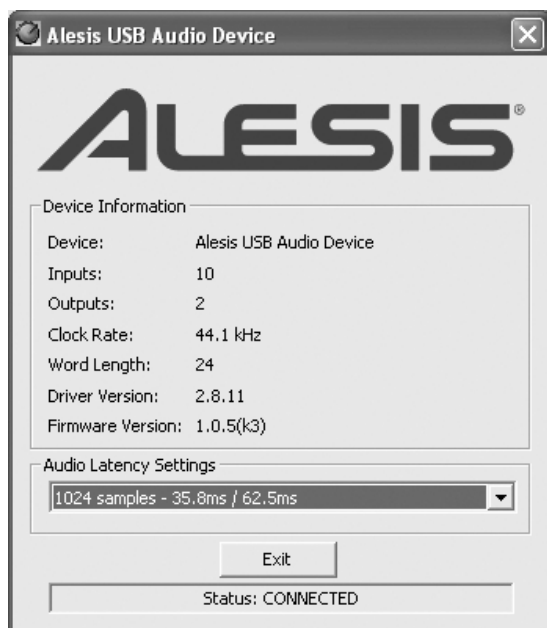 Alesis USB Audio Device
ALESIS®
Device Information
Device: Alesis USB Audio Device
Inputs: 10
Outputs: 2
Clock Rate: 44.1 kHz
Word Length: 24
Driver Version: 2.8.11
Firmware Version: 1.0.5(k3)
Audio Latency Settings
1024 samples - 35.8ms / 62.5ms
Exit
Status: CONNECTED